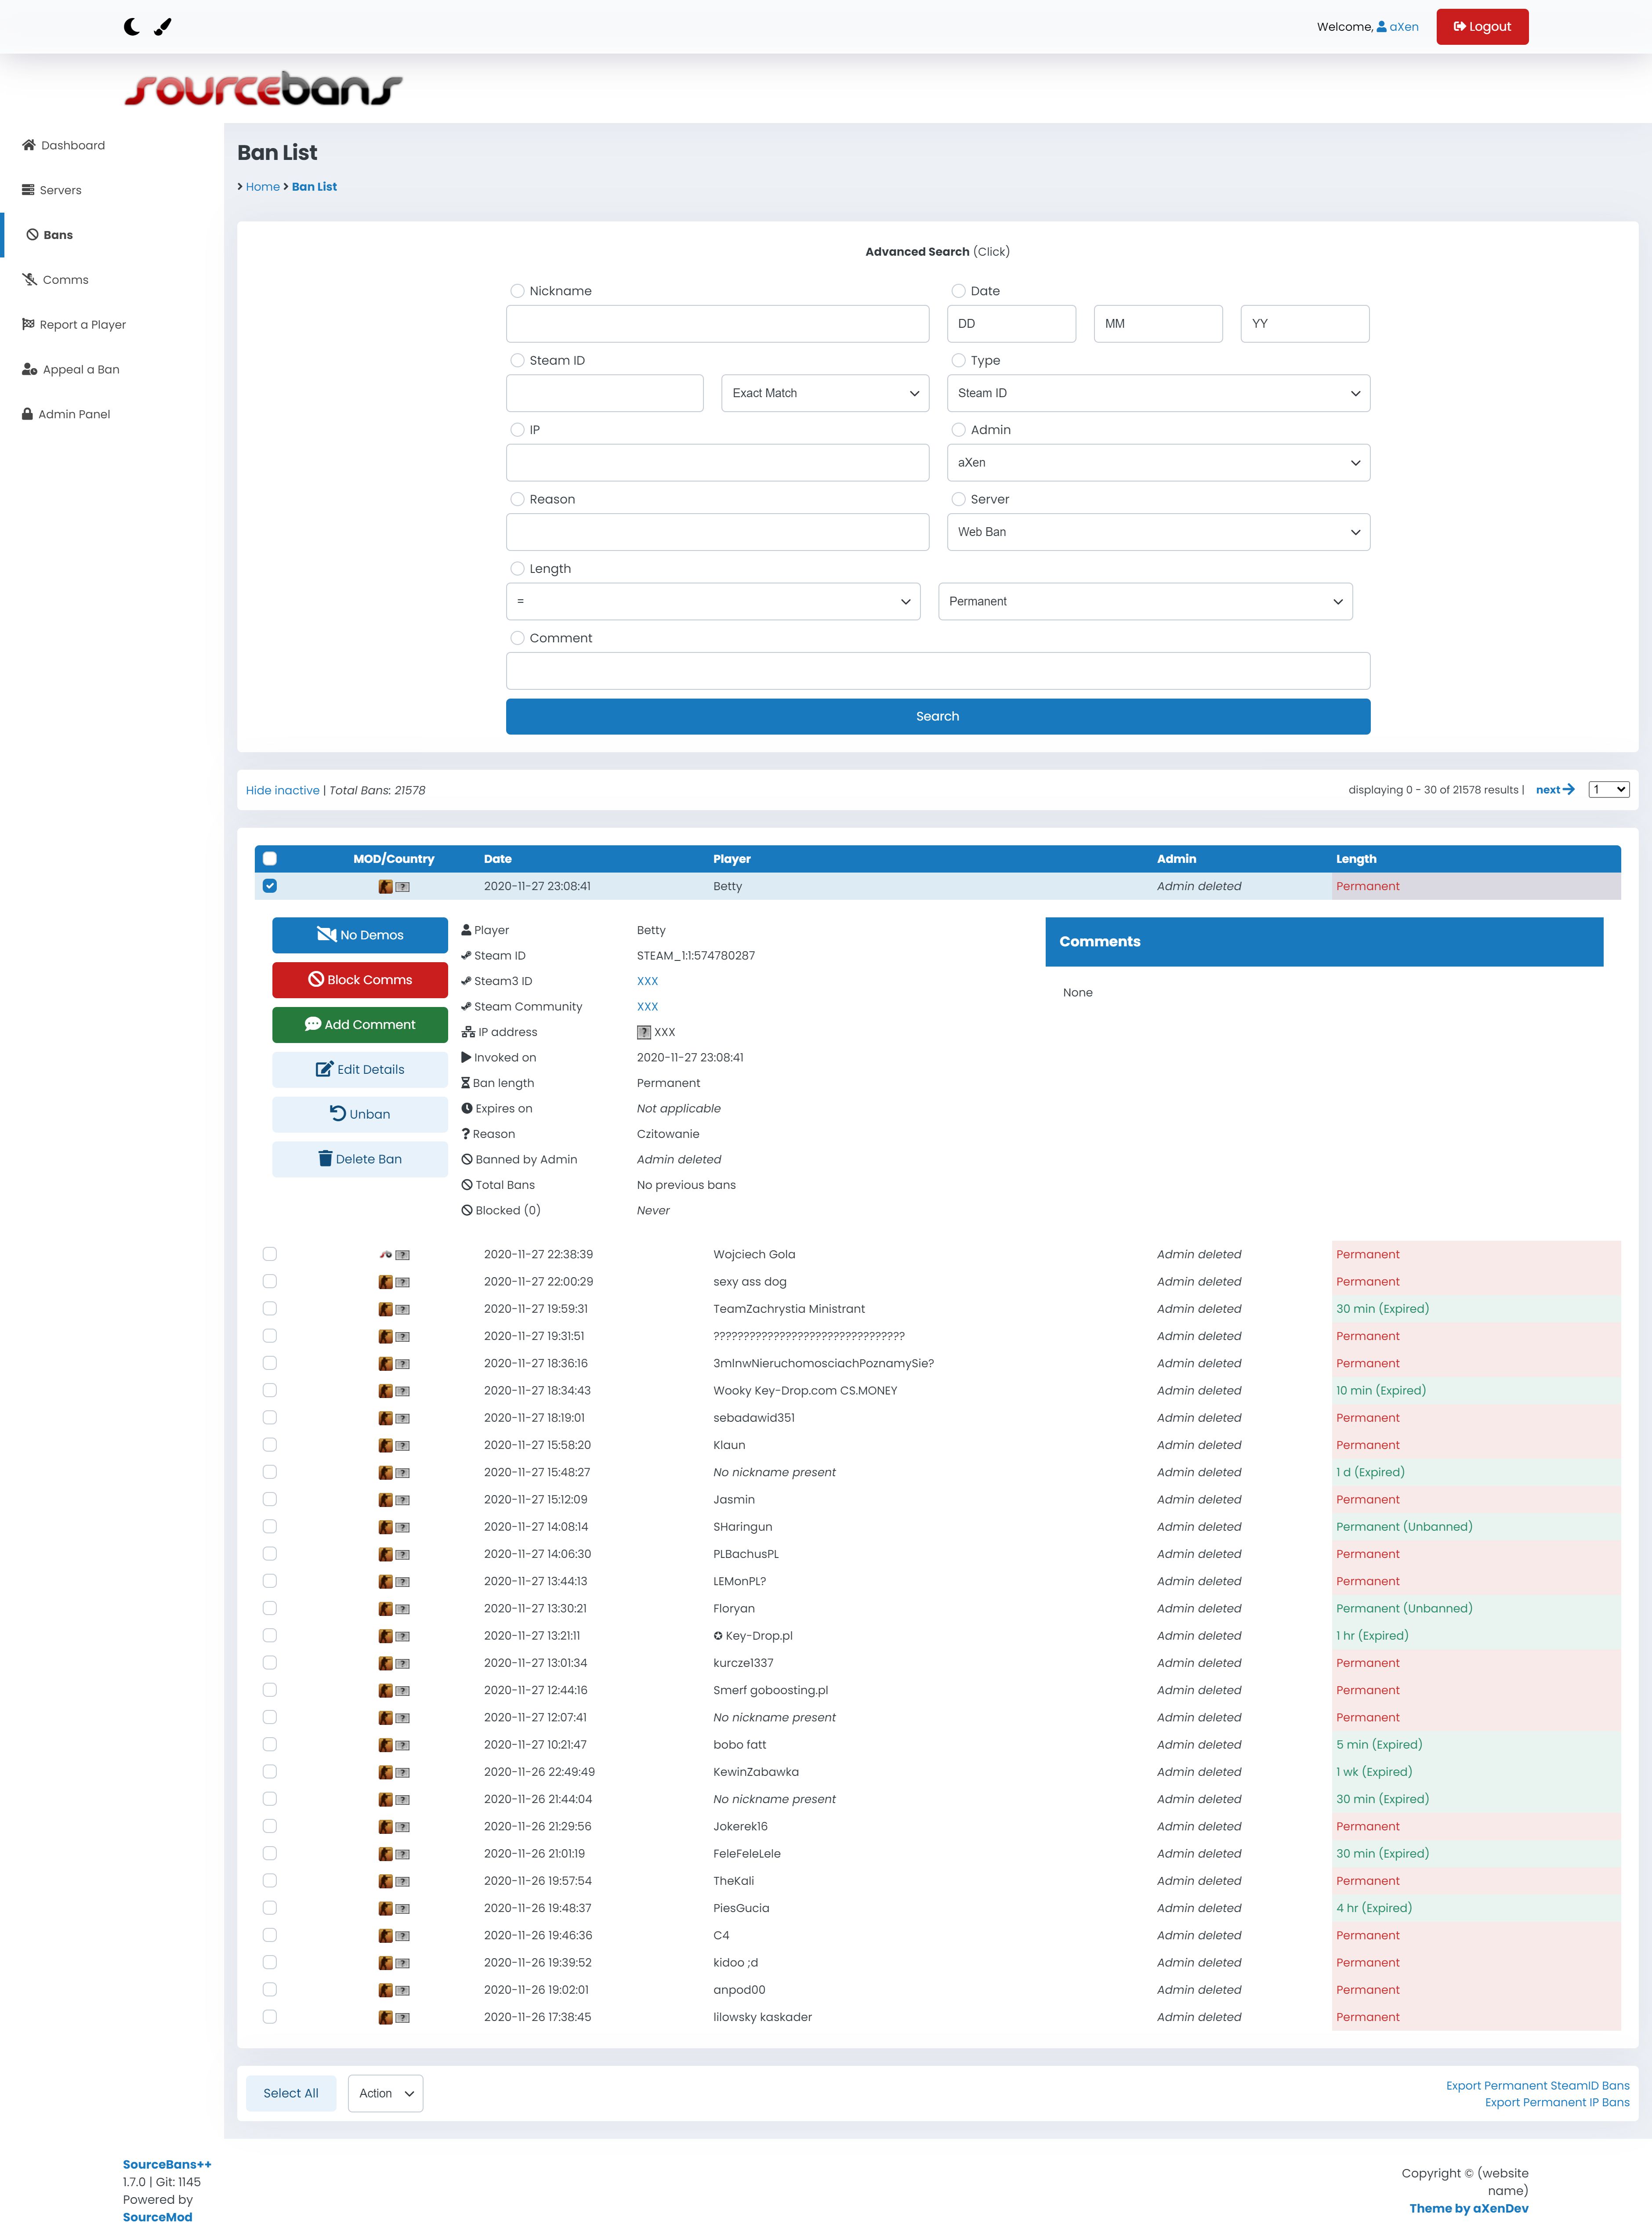 Welcome, aXen Logout
sourcebans
Dashboard
Servers
Bans
Comms
Report a Player
Appeal a Ban
Admin Panel
Ban List
Home Ban List
Advanced Search (Click)
Nickname Date
DD MM YY
Steam ID Type
Exact Match Steam ID
IP Admin
aXen
Reason Server
Web Ban
Length
= Permanent
Comment
Search
Hide inactive | Total Bans: 21578 displaying 0 - 30 of 21578 results | next 1
MOD/Country Date Player Admin Length
? 2020-11-27 23:08:41 Betty Admin deleted Permanent
No Demos
Block Comms
Add Comment
Edit Details
Unban
Delete Ban
Player Betty
Steam ID STEAM_1:1:574780287
Steam3 ID XXX
Steam Community XXX
IP address ? XXX
Invoked on 2020-11-27 23:08:41
Ban length Permanent
Expires on Not applicable
Reason Czitowanie
Banned by Admin Admin deleted
Total Bans No previous bans
Blocked (0) Never
Comments
None
? 2020-11-27 22:38:39 Wojciech Gola Admin deleted Permanent
? 2020-11-27 22:00:29 sexy ass dog Admin deleted Permanent
? 2020-11-27 19:59:31 TeamZachrystia Ministrant Admin deleted 30 min (Expired)
? 2020-11-27 19:31:51 ???????????????????????????????? Admin deleted Permanent
? 2020-11-27 18:36:16 3mlnwNieruchomosciachPoznamySie? Admin deleted Permanent
? 2020-11-27 18:34:43 Wooky Key-Drop.com CS.MONEY Admin deleted 10 min (Expired)
? 2020-11-27 18:19:01 sebadawid351 Admin deleted Permanent
? 2020-11-27 15:58:20 Klaun Admin deleted Permanent
? 2020-11-27 15:48:27 No nickname present Admin deleted 1 d (Expired)
? 2020-11-27 15:12:09 Jasmin Admin deleted Permanent
? 2020-11-27 14:08:14 SHaringun Admin deleted Permanent (Unbanned)
? 2020-11-27 14:06:30 PLBachusPL Admin deleted Permanent
? 2020-11-27 13:44:13 LEMonPL? Admin deleted Permanent
? 2020-11-27 13:30:21 Floryan Admin deleted Permanent (Unbanned)
? 2020-11-27 13:21:11 ✪ Key-Drop.pl Admin deleted 1 hr (Expired)
? 2020-11-27 13:01:34 kurcze1337 Admin deleted Permanent
? 2020-11-27 12:44:16 Smerf goboosting.pl Admin deleted Permanent
? 2020-11-27 12:07:41 No nickname present Admin deleted Permanent
? 2020-11-27 10:21:47 bobo fatt Admin deleted 5 min (Expired)
? 2020-11-26 22:49:49 KewinZabawka Admin deleted 1 wk (Expired)
? 2020-11-26 21:44:04 No nickname present Admin deleted 30 min (Expired)
? 2020-11-26 21:29:56 Jokerek16 Admin deleted Permanent
? 2020-11-26 21:01:19 FeleFeleLele Admin deleted 30 min (Expired)
? 2020-11-26 19:57:54 TheKali Admin deleted Permanent
? 2020-11-26 19:48:37 PiesGucia Admin deleted 4 hr (Expired)
? 2020-11-26 19:46:36 C4 Admin deleted Permanent
? 2020-11-26 19:39:52 kidoo ;d Admin deleted Permanent
? 2020-11-26 19:02:01 anpod00 Admin deleted Permanent
? 2020-11-26 17:38:45 lilowsky kaskader Admin deleted Permanent
Select All Action
Export Permanent SteamID Bans
Export Permanent IP Bans
SourceBans++
1.7.0 | Git: 1145
Powered by
SourceMod
Copyright © (website
name)
Theme by aXenDev